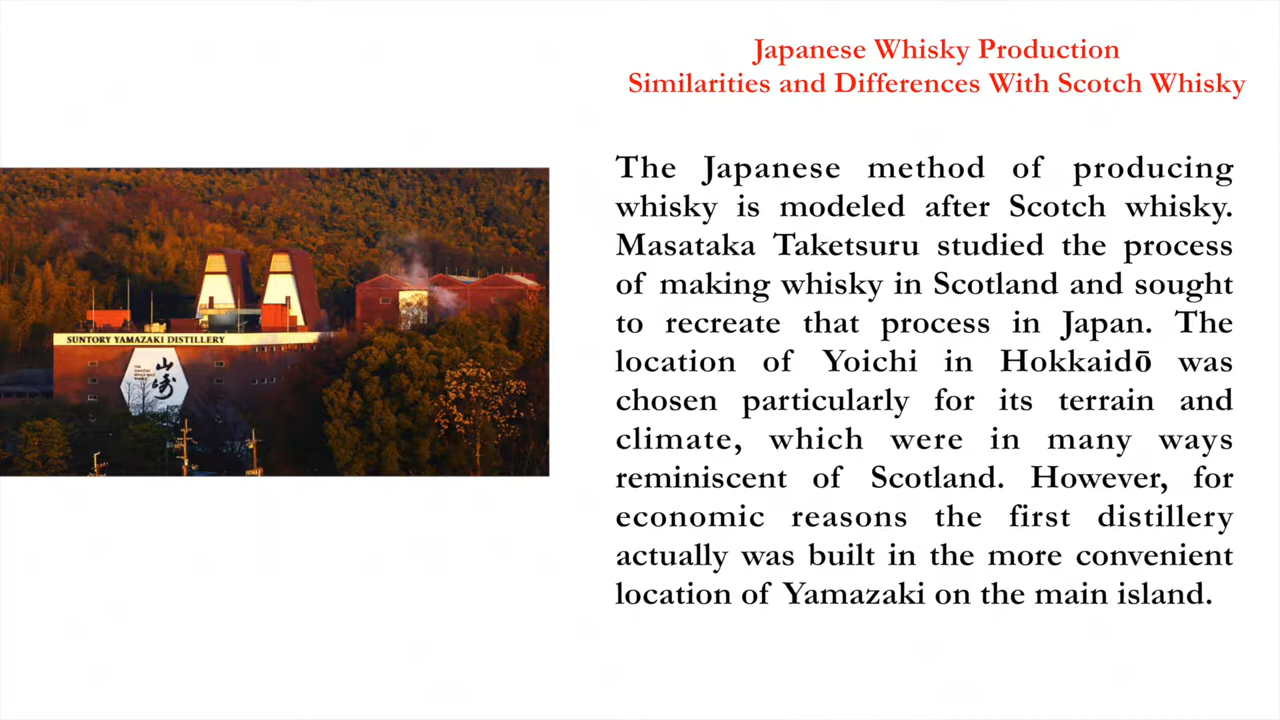 Japanese Whisky Production
Similarities and Differences With Scotch Whisky
The Japanese method of producing
whisky is modeled after Scotch whisky.
Masataka Taketsuru studied the process
of making whisky in Scotland and sought
to recreate that process in Japan. The
location of Yoichi in Hokkaidō was
chosen particularly for its terrain and
climate, which were in many ways
reminiscent of Scotland. However, for
economic reasons the first distillery
actually was built in the more convenient
location of Yamazaki on the main island.
SUNTORY YAMAZAKI DISTILLERY
山崎